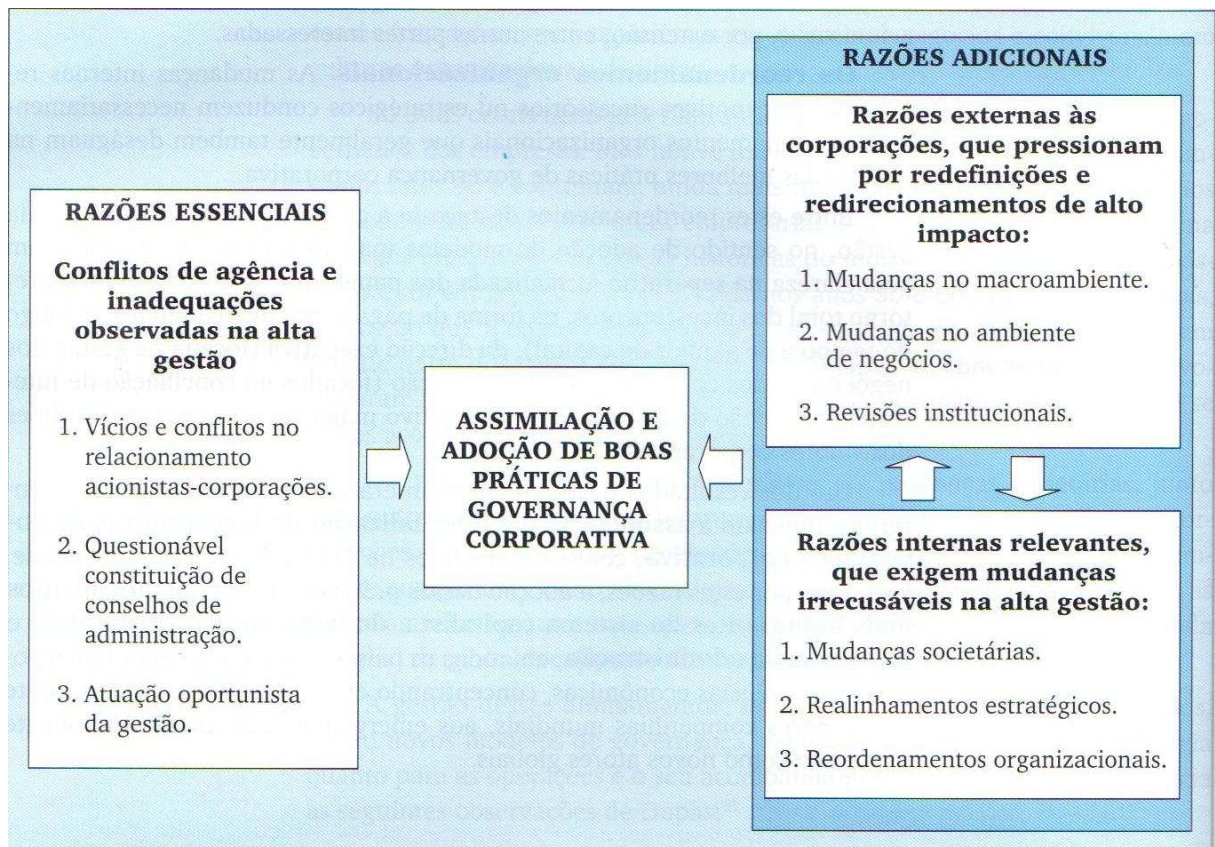 RAZÕES ESSENCIAIS
Conflitos de agência e
inadequações
observadas na alta
gestão
1. Vícios e conflitos no
relacionamento
acionistas-corporações.
2. Questionável
constituição de
conselhos de
administração.
3. Atuação oportunista
da gestão.
ASSIMILAÇÃO E
ADOÇÃO DE BOAS
PRÁTICAS DE
GOVERNANÇA
CORPORATIVA
RAZÕES ADICIONAIS
Razões externas às
corporações, que pressionam
por redefinições e
redirecionamentos de alto
impacto:
1. Mudanças no macroambiente.
2. Mudanças no ambiente
de negócios.
3. Revisões institucionais.
Razões internas relevantes,
que exigem mudanças
irrecusáveis na alta gestão:
1. Mudanças societárias.
2. Realinhamentos estratégicos.
3. Reordenamentos organizacionais.